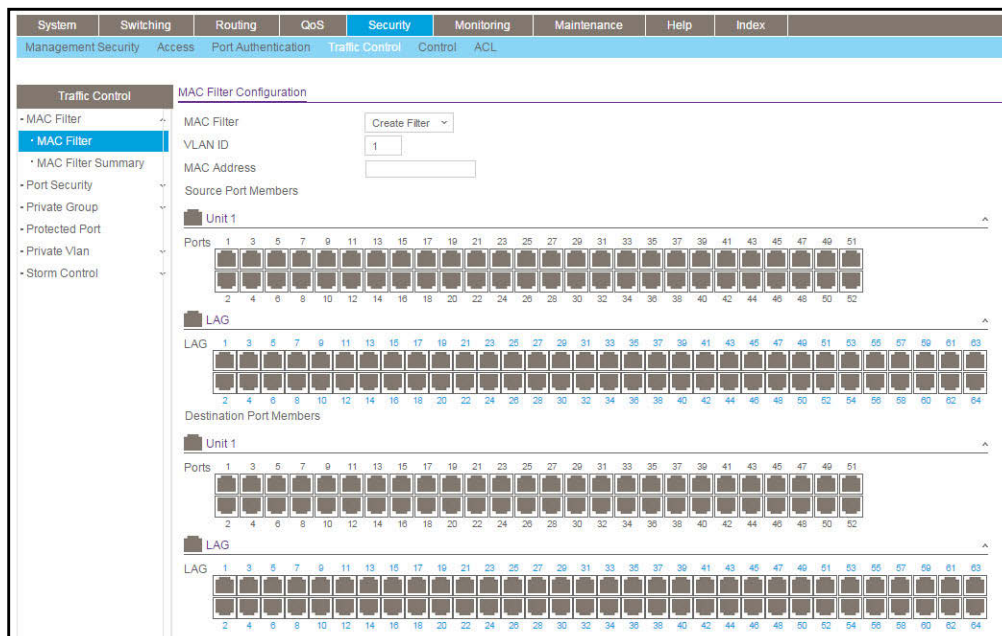 System Switching Routing QoS Security Monitoring Maintenance Help Index
Management Security Access Port Authentication Traffic Control Control ACL
Traffic Control
MAC Filter
MAC Filter
MAC Filter Summary
Port Security
Private Group
Protected Port
Private Vlan
Storm Control
MAC Filter Configuration
MAC Filter Create Filter
VLAN ID 1
MAC Address
Source Port Members
Unit 1
Ports 1 3 5 7 9 11 13 15 17 19 21 23 25 27 29 31 33 35 37 39 41 43 45 47 49 51
2 4 6 8 10 12 14 16 18 20 22 24 26 28 30 32 34 36 38 40 42 44 46 48 50 52
LAG
LAG 1 3 5 7 9 11 13 15 17 19 21 23 25 27 29 31 33 35 37 39 41 43 45 47 49 51 53 55 57 59 61 63
2 4 6 8 10 12 14 16 18 20 22 24 26 28 30 32 34 36 38 40 42 44 46 48 50 52 54 56 58 60 62 64
Destination Port Members
Unit 1
Ports 1 3 5 7 9 11 13 15 17 19 21 23 25 27 29 31 33 35 37 39 41 43 45 47 49 51
2 4 6 8 10 12 14 16 18 20 22 24 26 28 30 32 34 36 38 40 42 44 46 48 50 52
LAG
LAG 1 3 5 7 9 11 13 15 17 19 21 23 25 27 29 31 33 35 37 39 41 43 45 47 49 51 53 55 57 59 61 63
2 4 6 8 10 12 14 16 18 20 22 24 26 28 30 32 34 36 38 40 42 44 46 48 50 52 54 56 58 60 62 64